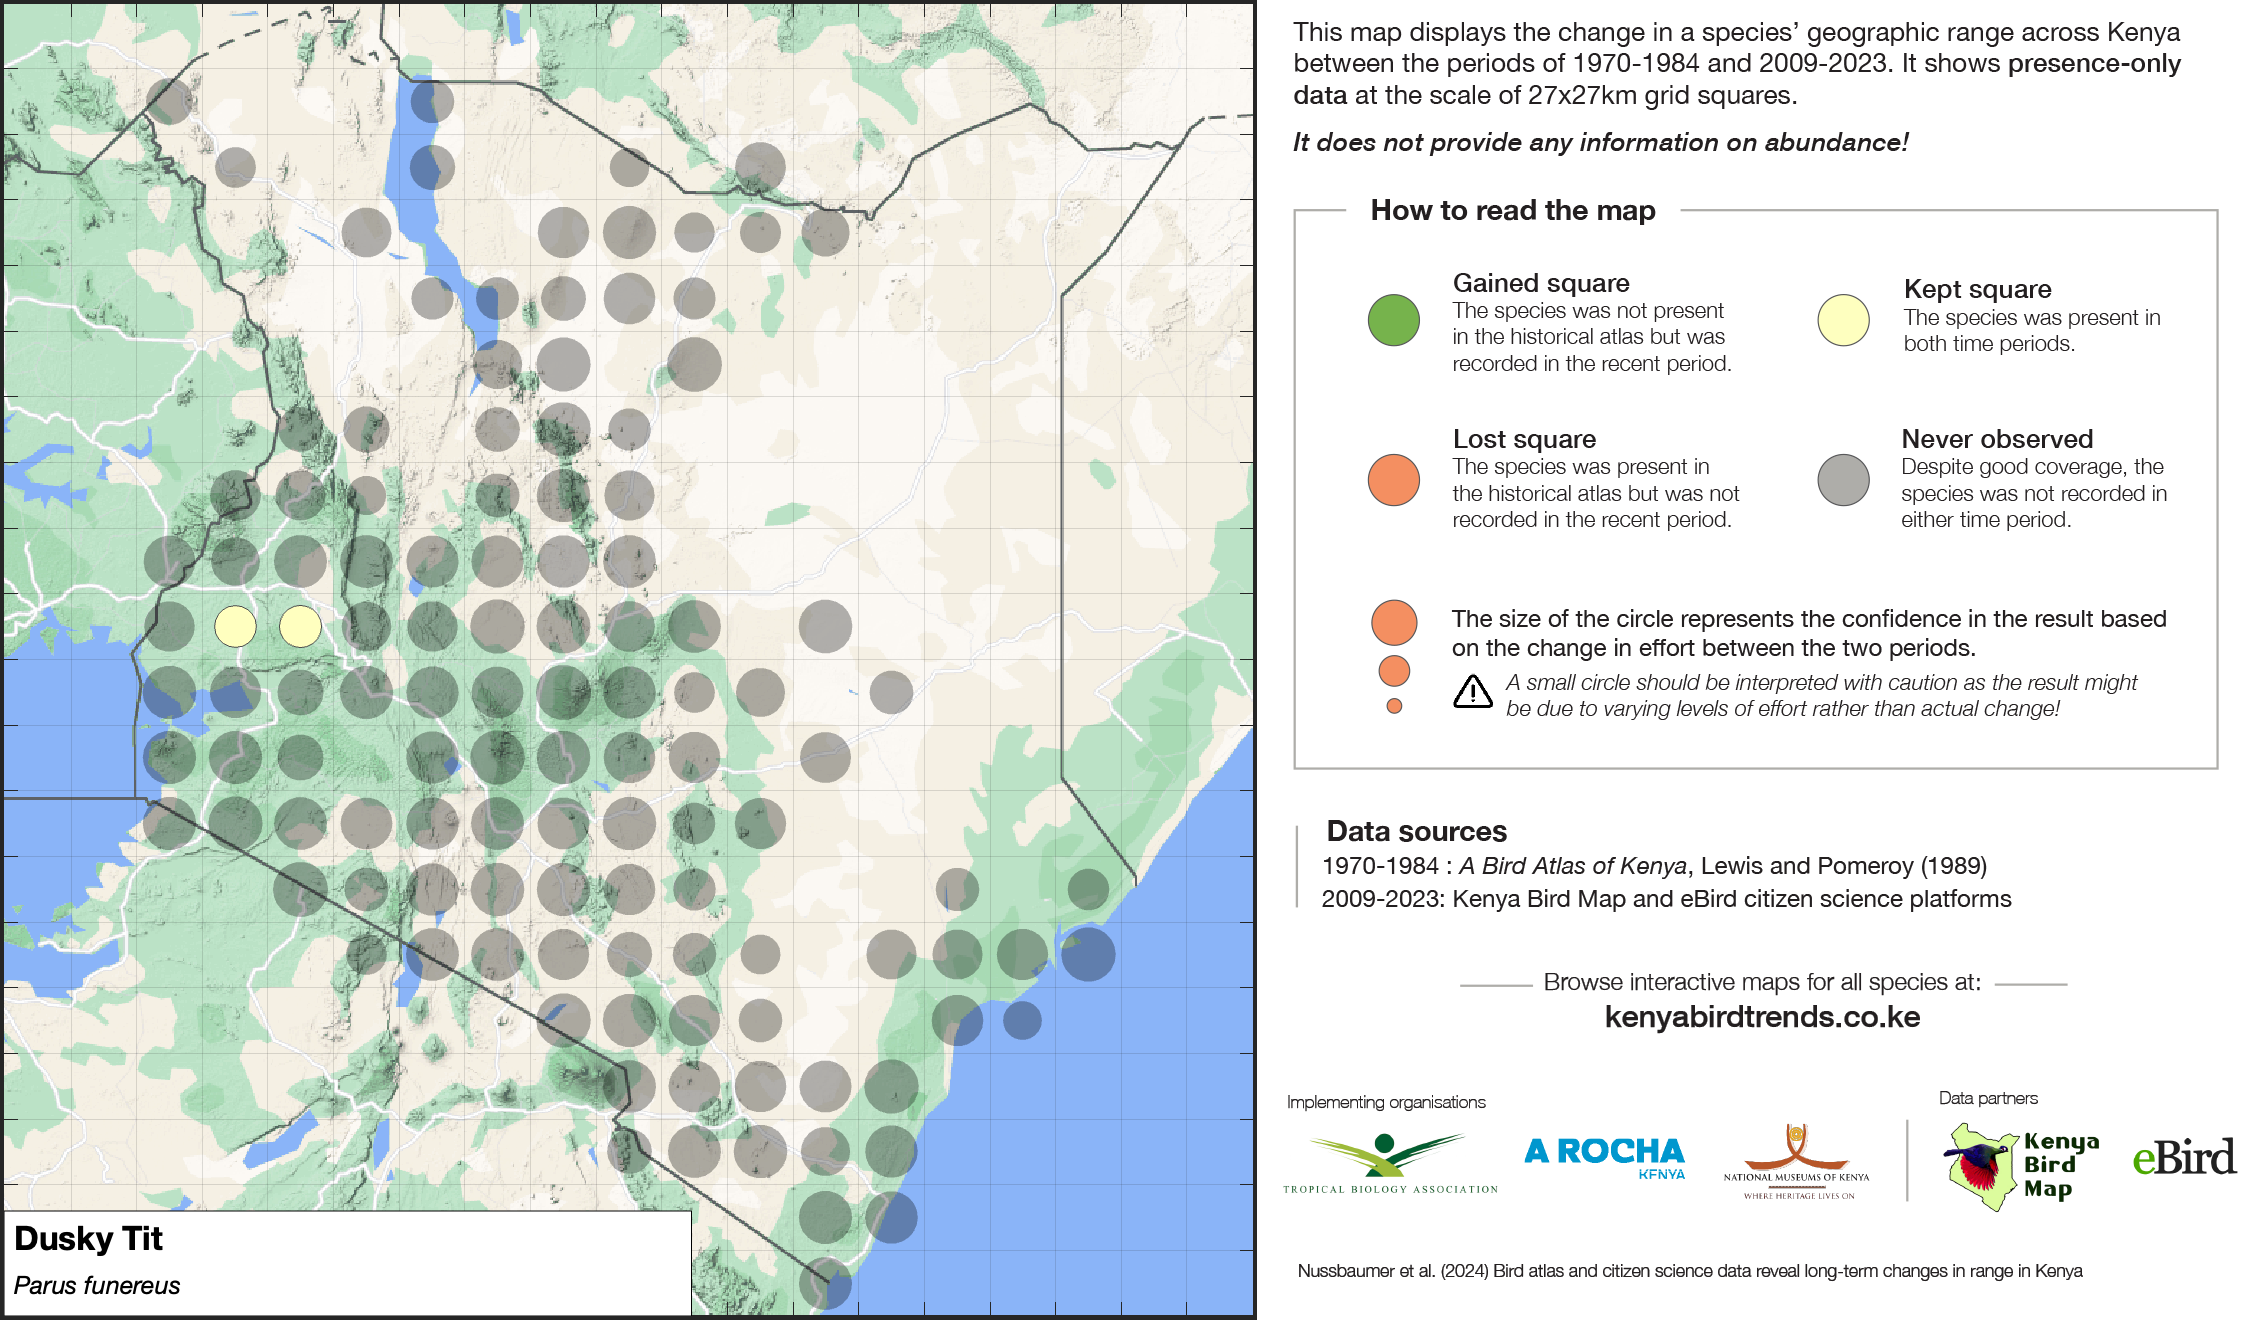 This map displays the change in a species' geographic range across Kenya
between the periods of 1970-1984 and 2009-2023. It shows presence-only
data at the scale of 27x27km grid squares.
It does not provide any information on abundance!
How to read the map
Gained square
The species was not present
in the historical atlas but was
recorded in the recent period.
Kept square
The species was present in
both time periods.
Lost square
The species was present in
the historical atlas but was not
recorded in the recent period.
Never observed
Despite good coverage, the
species was not recorded in
either time period.
The size of the circle represents the confidence in the result based
on the change in effort between the two periods.
A small circle should be interpreted with caution as the result might
be due to varying levels of effort rather than actual change!
Data sources
1970-1984 : A Bird Atlas of Kenya, Lewis and Pomeroy (1989)
2009-2023: Kenya Bird Map and eBird citizen science platforms
Browse interactive maps for all species at:
kenyabirdtrends.co.ke
Implementing organisations
Data partners
TROPICAL BIOLOGY ASSOCIATION
A ROCHA
KENYA
NATIONAL MUSEUMS OF KENYA
WHERE HERITAGE LIVES ON
Kenya
Bird
Map
eBird
Nussbaumer et al. (2024) Bird atlas and citizen science data reveal long-term changes in range in Kenya
Dusky Tit
Parus funereus